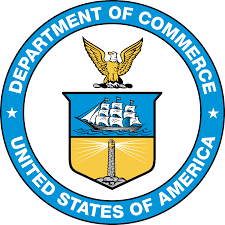 DEPARTMENT OF COMMERCE
UNITED STATES OF AMERICA